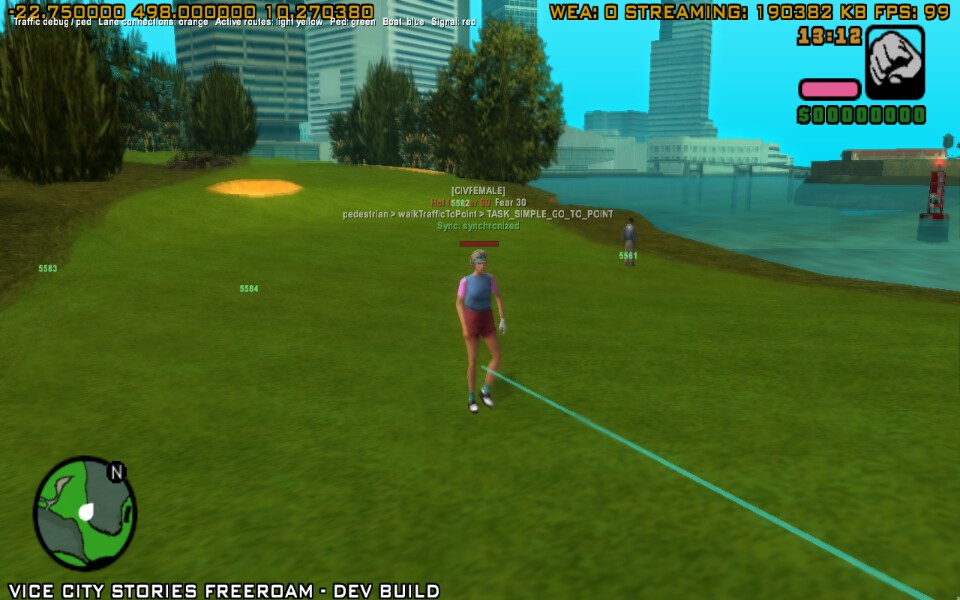 -22.750000 498.000000 10.270380
WEA: 0 STREAMING: 190382 KB FPS: 99
Traffic debug / ped Lane connections: orange Active routes: light yellow Ped: green Boat: blue Signal: red
13:12
$00000000
[CIVFEMALE]
60 Fear 30
5562
pedestrian > walkTrafficToPoint > TASK_SIMPLE_GO_TO_POINT
Sync: synchronized
5561
5583
5584
N
VICE CITY STORIES FREEROAM - DEV BUILD